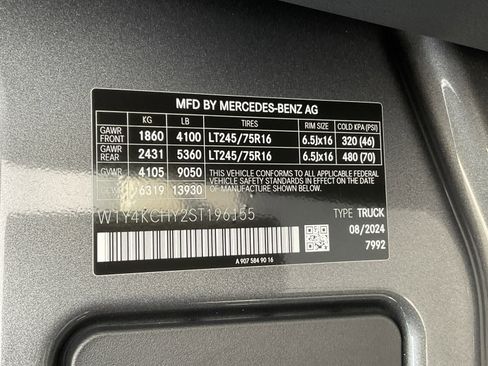 MFD BY MERCEDES-BENZ AG
KG LB TIRES RIM SIZE COLD KPA (PSI)
GAWR FRONT 1860 4100 LT245/75R16 6.5Jx16 320 (46)
GAWR REAR 2431 5360 LT245/75R16 6.5Jx16 480 (70)
GVWR 4105 9050 THIS VEHICLE CONFORMS TO ALL APPLICABLE FEDERAL
VEHICLE SAFETY STANDARDS IN EFFECT ON THE DATE OF
6319 13930 MANUFACTURE SHOWN
WTY4KCHY2ST196155 TYPE TRUCK
08/2024
7992
A 907 584 90 16